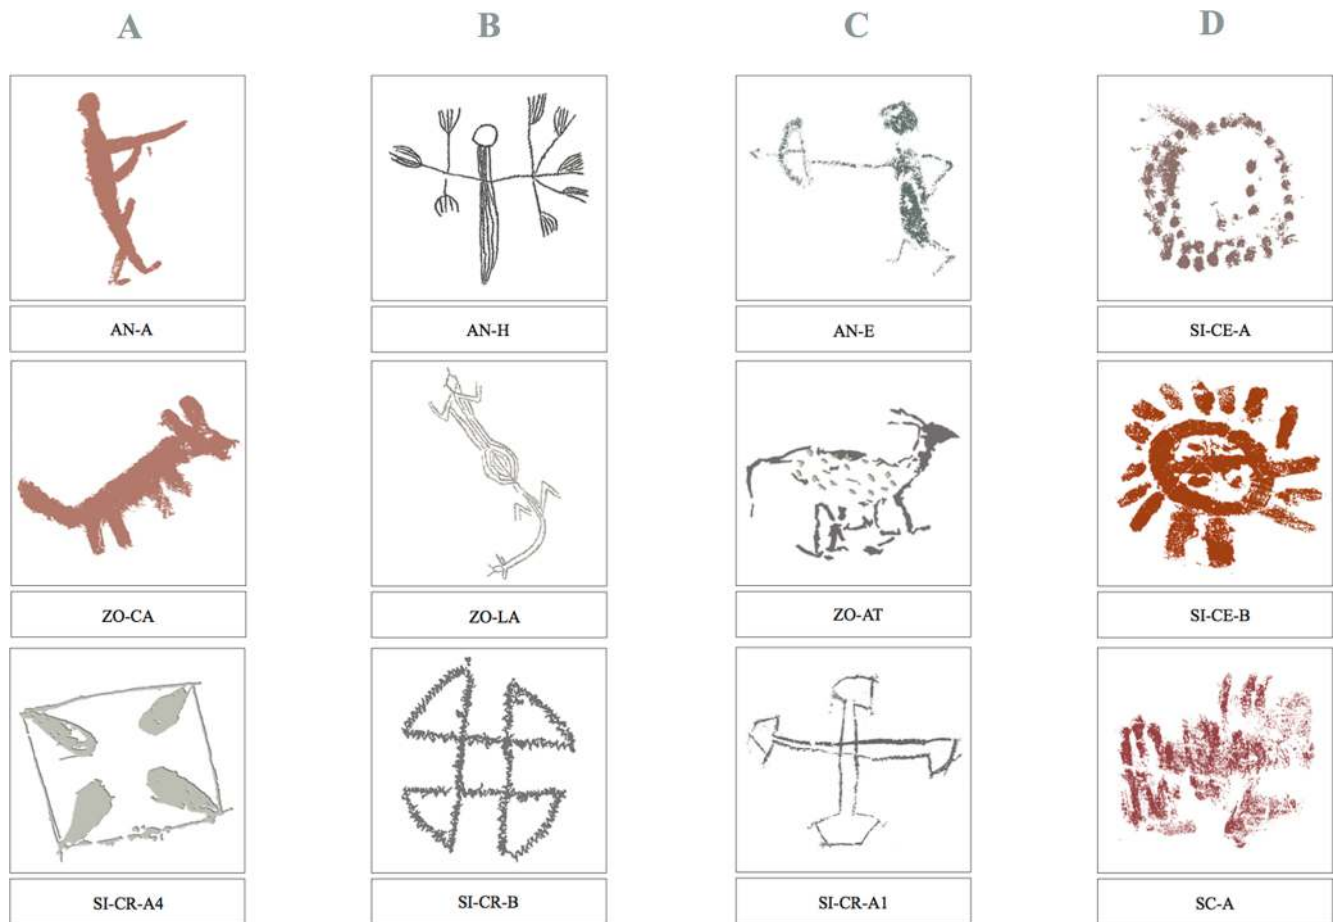 A B C D
AN-A AN-H AN-E SI-CE-A
ZO-CA ZO-LA ZO-AT SI-CE-B
SI-CR-A4 SI-CR-B SI-CR-A1 SC-A